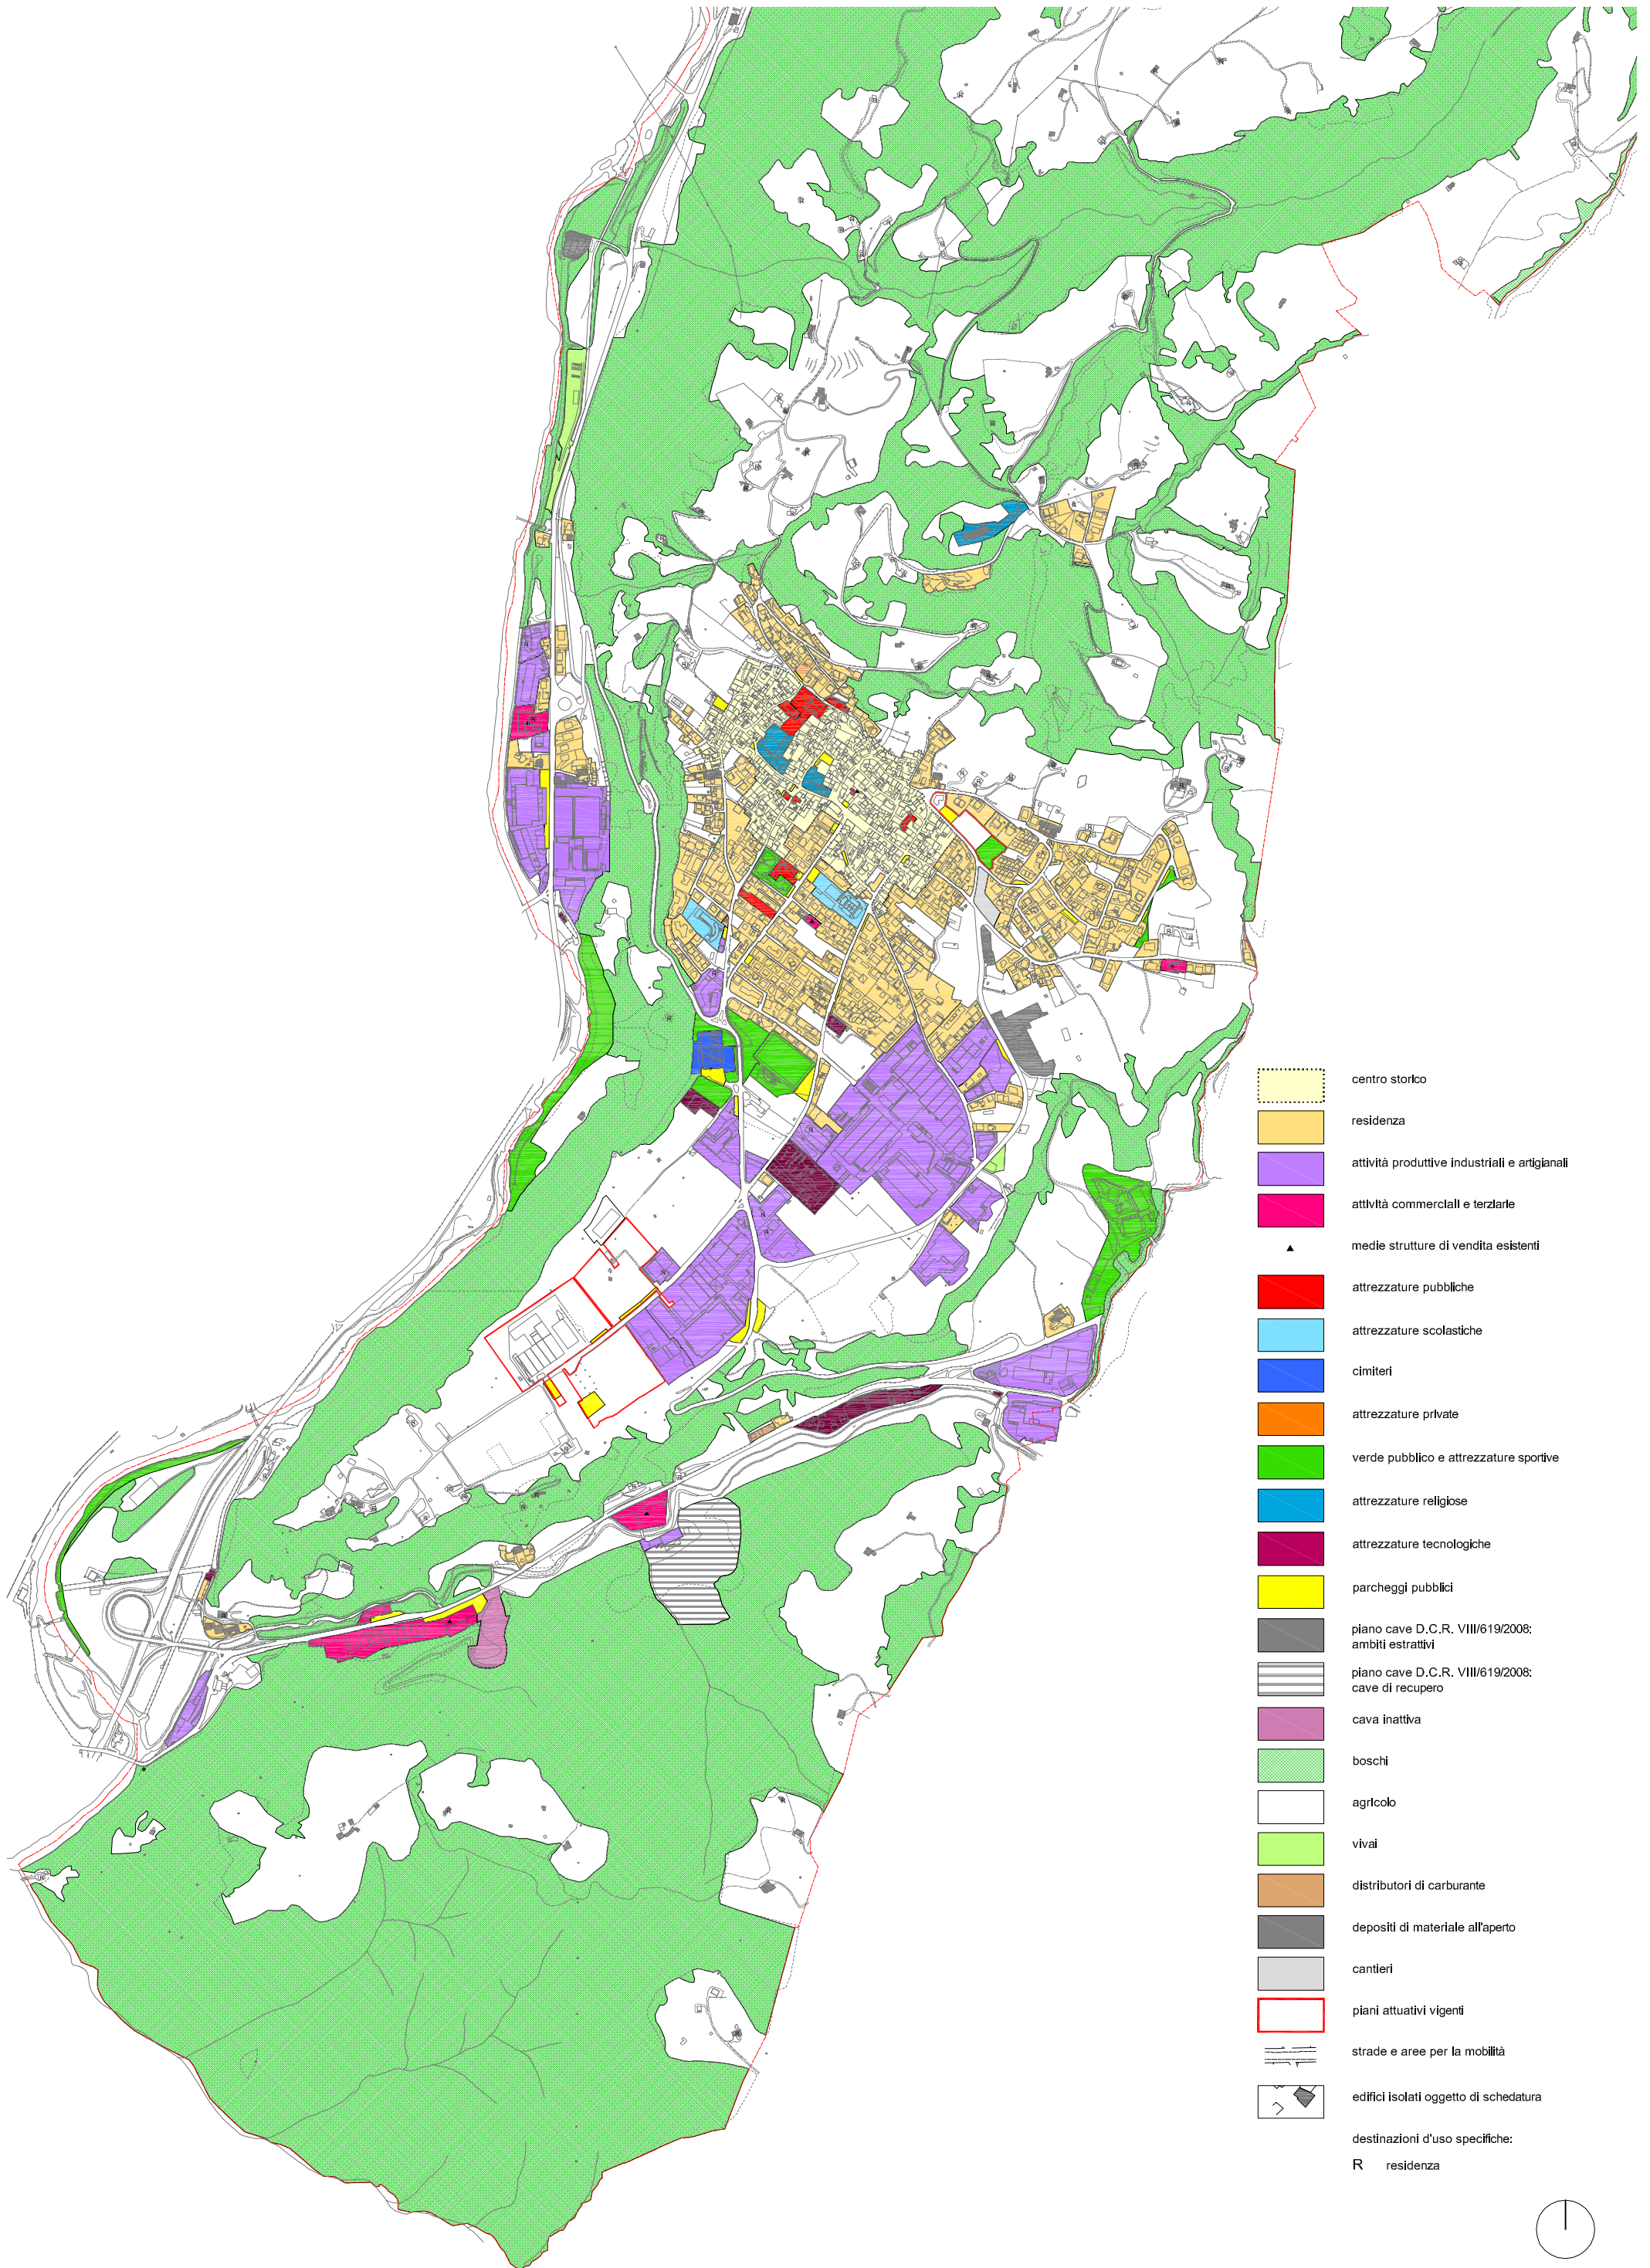 centro storico
residenza
attività produttive industriali e artigianali
attività commerciali e terziarie
medie strutture di vendita esistenti
attrezzature pubbliche
attrezzature scolastiche
cimiteri
attrezzature private
verde pubblico e attrezzature sportive
attrezzature religiose
attrezzature tecnologiche
parcheggi pubblici
piano cave D.C.R. VIII/619/2008:
ambiti estrattivi
piano cave D.C.R. VIII/619/2008:
cave di recupero
cava inattiva
boschi
agricolo
vivai
distributori di carburante
depositi di materiale all'aperto
cantieri
piani attuativi vigenti
strade e aree per la mobilità
edifici isolati oggetto di schedatura
destinazioni d'uso specifiche:
R residenza